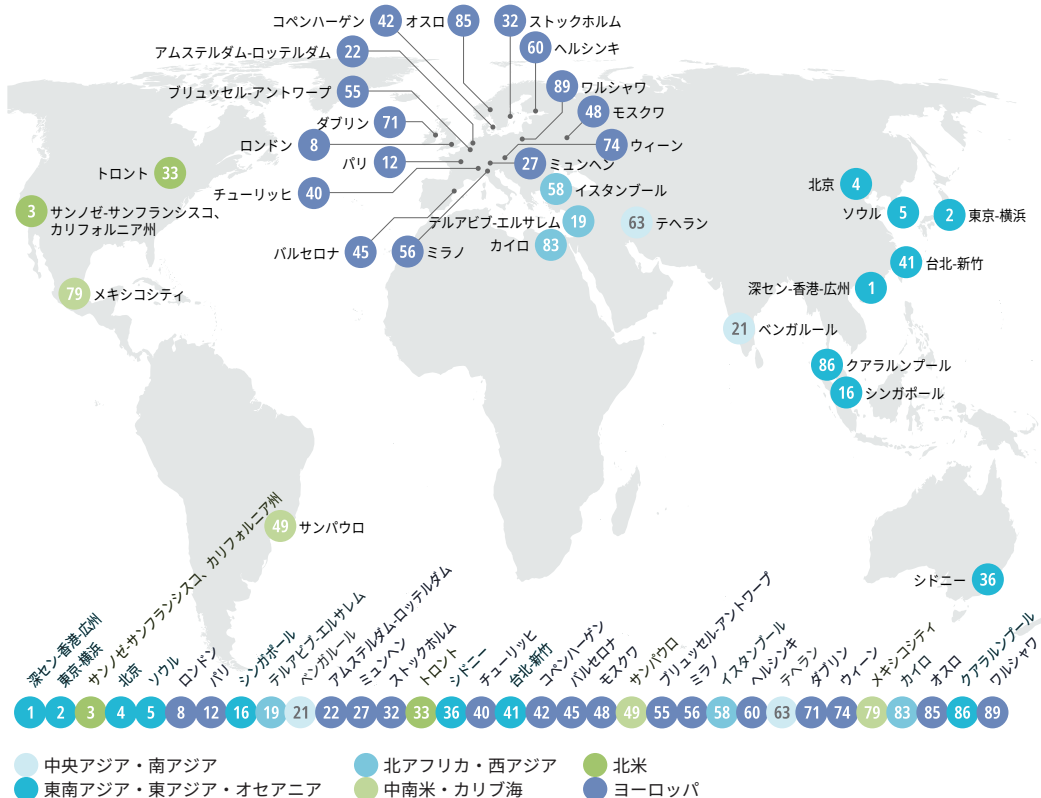 コペンハーゲン 42
オスロ 85
32 ストックホルム
アムステルダム-ロッテルダム 22
60 ヘルシンキ
ブリュッセル-アントワープ 55
89 ワルシャワ
ダブリン 71
48 モスクワ
ロンドン 8
74 ウィーン
パリ 12
27 ミュンヘン
トロント 33
チューリッヒ 40
58 イスタンブール
北京 4
3 サンノゼ-サンフランシスコ、
カリフォルニア州
テルアビブ-エルサレム 19
63 テヘラン
ソウル 5
2 東京-横浜
バルセロナ 45
56 ミラノ
カイロ 83
41 台北-新竹
79 メキシコシティ
深セン-香港-広州 1
21 ベンガルール
86 クアラルンプール
16 シンガポール
49 サンパウロ
シドニー 36
深セン-香港-広州
東京-横浜
サンノゼ-サンフランシスコ、カリフォルニア州
北京
ソウル
ロンドン
パリ
シンガポール
テルアビブ-エルサレム
ベンガルール
アムステルダム-ロッテルダム
ミュンヘン
ストックホルム
トロント
シドニー
チューリッヒ
台北-新竹
コペンハーゲン
バルセロナ
モスクワ
サンパウロ
ブリュッセル-アントワープ
ミラノ
イスタンブール
ヘルシンキ
テヘラン
ダブリン
ウィーン
メキシコシティ
カイロ
オスロ
クアラルンプール
ワルシャワ
1 2 3 4 5 8 12 16 19 21 22 27 32 33 36 40 41 42 45 48 49 55 56 58 60 63 71 74 79 83 85 86 89
中央アジア・南アジア
北アフリカ・西アジア
北米
東南アジア・東アジア・オセアニア
中南米・カリブ海
ヨーロッパ